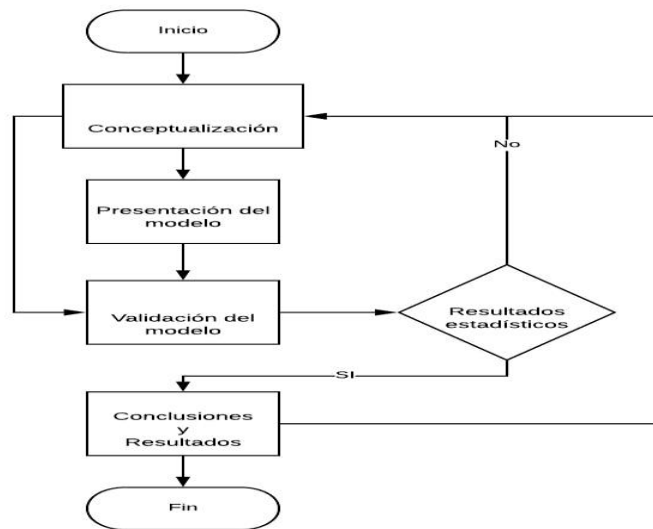 Inicio
Conceptualización
No
Presentación del
modelo
Validación del
modelo
Resultados
estadísticos
SI
Conclusiones
y
Resultados
Fin